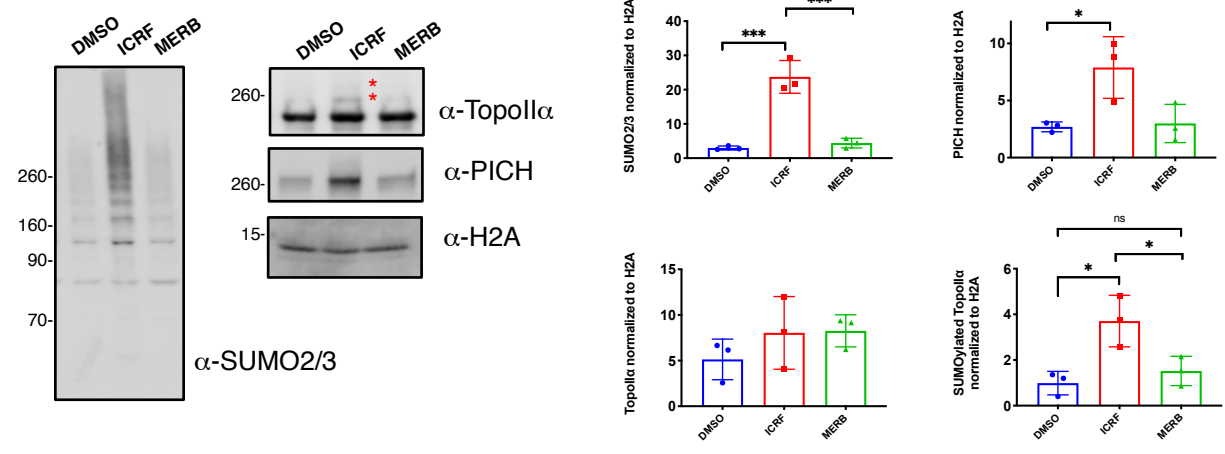 DMSO
ICRF
MERB
260-
160-
90-
70-
α-SUMO2/3
DMSO
ICRF
MERB
260-
*
*
α-TopoIIα
260-
α-PICH
15-
α-H2A
SUMO2/3 normalized to H2A
40
30
20
10
0
***
***
DMSO
ICRF
MERB
PICH normalized to H2A
10
5
0
*
DMSO
ICRF
MERB
TopoIIα normalized to H2A
15
10
5
0
DMSO
ICRF
MERB
SUMOylated TopoIIα
normalized to H2A
6
4
2
0
ns
*
*
DMSO
ICRF
MERB